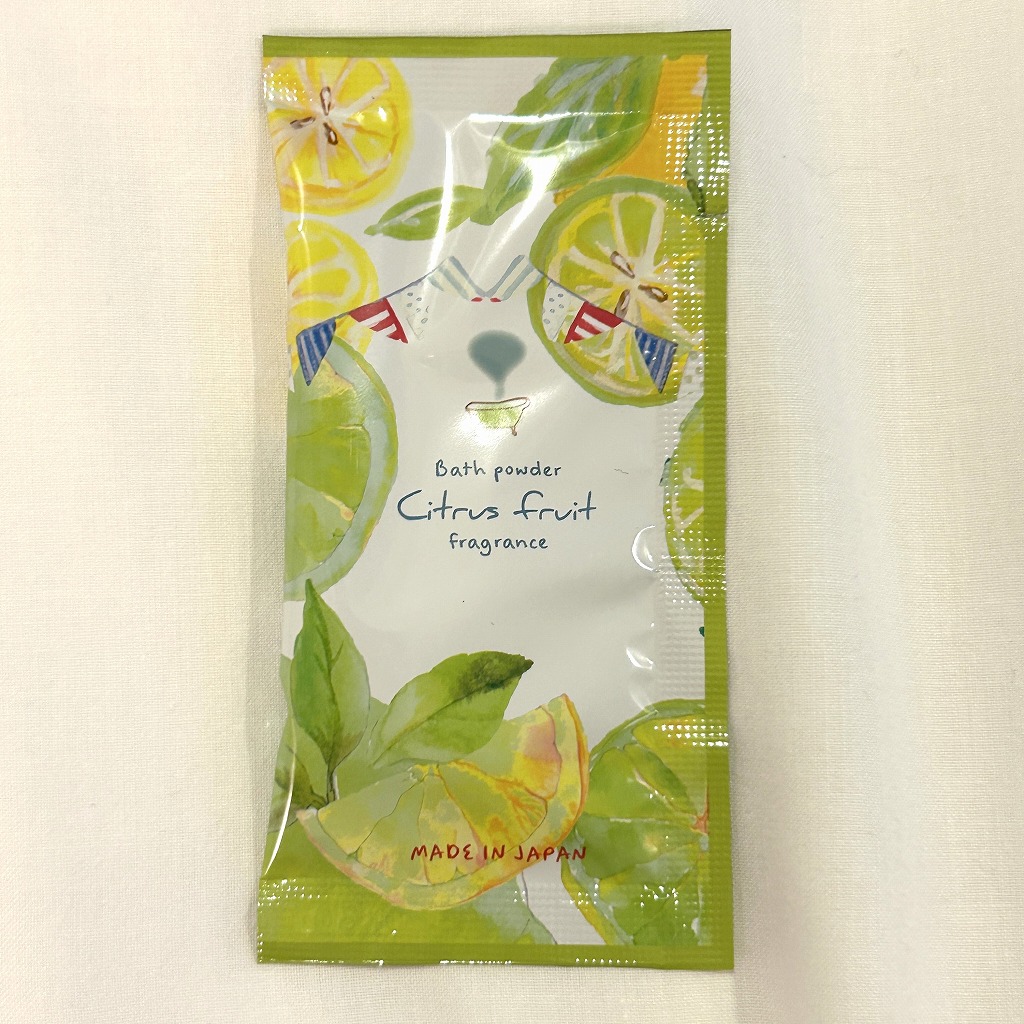 Bath powder
Citrus fruit
fragrance
MADE IN JAPAN